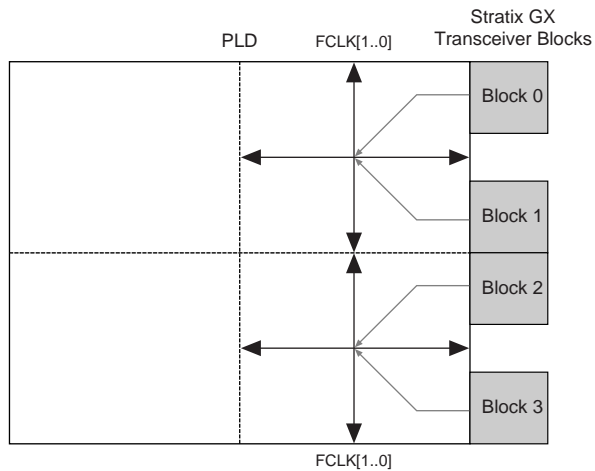 Stratix GX
Transceiver Blocks
PLD
FCLK[1..0]
Block 0
Block 1
Block 2
Block 3
FCLK[1..0]